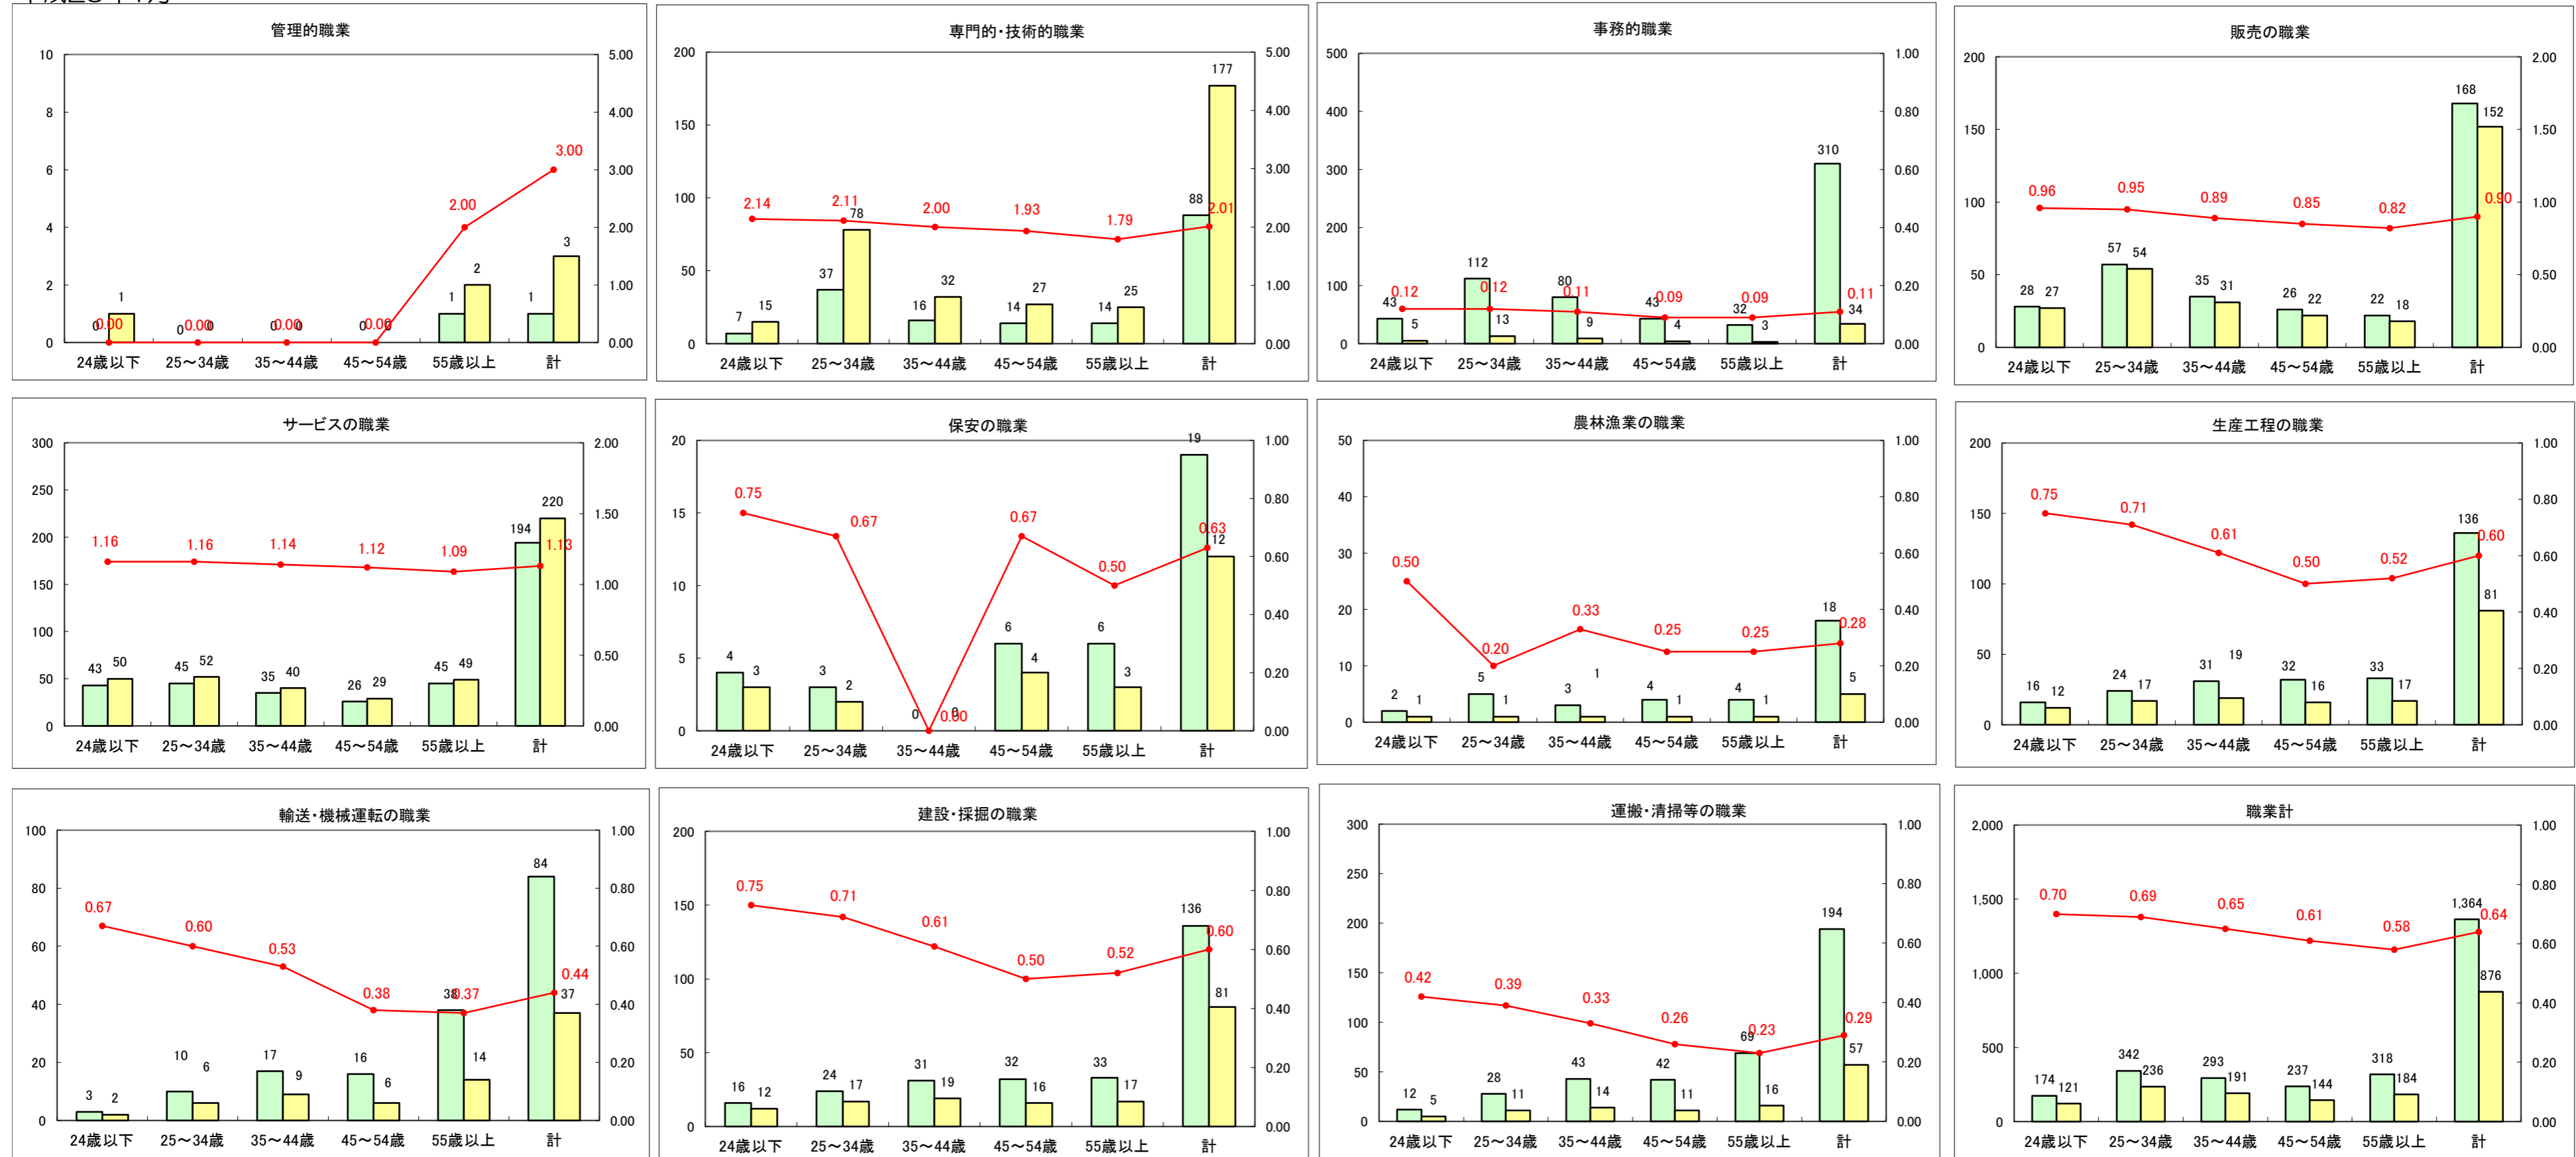 管理的職業
10
8
6
4
2
0
5.00
4.00
3.00
2.00
1.00
0.00
0 1 0 0 0 0 0 1 2 1 3
0.00 0.00 0.00 0.00 2.00 3.00
24歳以下 25～34歳 35～44歳 45～54歳 55歳以上 計
専門的・技術的職業
200
150
100
50
0
5.00
4.00
3.00
2.00
1.00
0.00
2.14 2.11 2.00 1.93 1.79 2.01
7 15 37 78 16 32 14 27 14 25 88 177
24歳以下 25～34歳 35～44歳 45～54歳 55歳以上 計
事務的職業
500
400
300
200
100
0
1.00
0.80
0.60
0.40
0.20
0.00
0.12 0.12 0.11 0.09 0.09 0.11
43 5 112 13 80 9 43 4 32 3 310 34
24歳以下 25～34歳 35～44歳 45～54歳 55歳以上 計
販売の職業
200
150
100
50
0
2.00
1.50
1.00
0.50
0.00
0.96 0.95 0.89 0.85 0.82 0.90
28 27 57 54 35 31 26 22 22 18 168 152
24歳以下 25～34歳 35～44歳 45～54歳 55歳以上 計
サービスの職業
300
250
200
150
100
50
0
2.00
1.50
1.00
0.50
0.00
1.16 1.16 1.14 1.12 1.09 1.13
43 50 45 52 35 40 26 29 45 49 194 220
24歳以下 25～34歳 35～44歳 45～54歳 55歳以上 計
保安の職業
20
15
10
5
0
1.00
0.80
0.60
0.40
0.20
0.00
0.75 0.67 0.00 0.67 0.50 0.63
4 3 3 2 0 0 6 4 6 3 19 12
24歳以下 25～34歳 35～44歳 45～54歳 55歳以上 計
農林漁業の職業
50
40
30
20
10
0
1.00
0.80
0.60
0.40
0.20
0.00
0.50 0.20 0.33 0.25 0.25 0.28
2 1 5 1 3 1 4 1 4 1 18 5
24歳以下 25～34歳 35～44歳 45～54歳 55歳以上 計
生産工程の職業
200
150
100
50
0
1.00
0.80
0.60
0.40
0.20
0.00
0.75 0.71 0.61 0.50 0.52 0.60
16 12 24 17 31 19 32 16 33 17 136 81
24歳以下 25～34歳 35～44歳 45～54歳 55歳以上 計
輸送・機械運転の職業
100
80
60
40
20
0
1.00
0.80
0.60
0.40
0.20
0.00
0.67 0.60 0.53 0.38 0.37 0.44
3 2 10 6 17 9 16 6 38 14 84 37
24歳以下 25～34歳 35～44歳 45～54歳 55歳以上 計
建設・採掘の職業
200
150
100
50
0
1.00
0.80
0.60
0.40
0.20
0.00
0.75 0.71 0.61 0.50 0.52 0.60
16 12 24 17 31 19 32 16 33 17 136 81
24歳以下 25～34歳 35～44歳 45～54歳 55歳以上 計
運搬・清掃等の職業
300
250
200
150
100
50
0
1.00
0.80
0.60
0.40
0.20
0.00
0.42 0.39 0.33 0.26 0.23 0.29
12 5 28 11 43 14 42 11 69 16 194 57
24歳以下 25～34歳 35～44歳 45～54歳 55歳以上 計
職業計
2,000
1,500
1,000
500
0
1.00
0.80
0.60
0.40
0.20
0.00
0.70 0.69 0.65 0.61 0.58 0.64
174 121 342 236 293 191 237 144 318 184 1,364 876
24歳以下 25～34歳 35～44歳 45～54歳 55歳以上 計